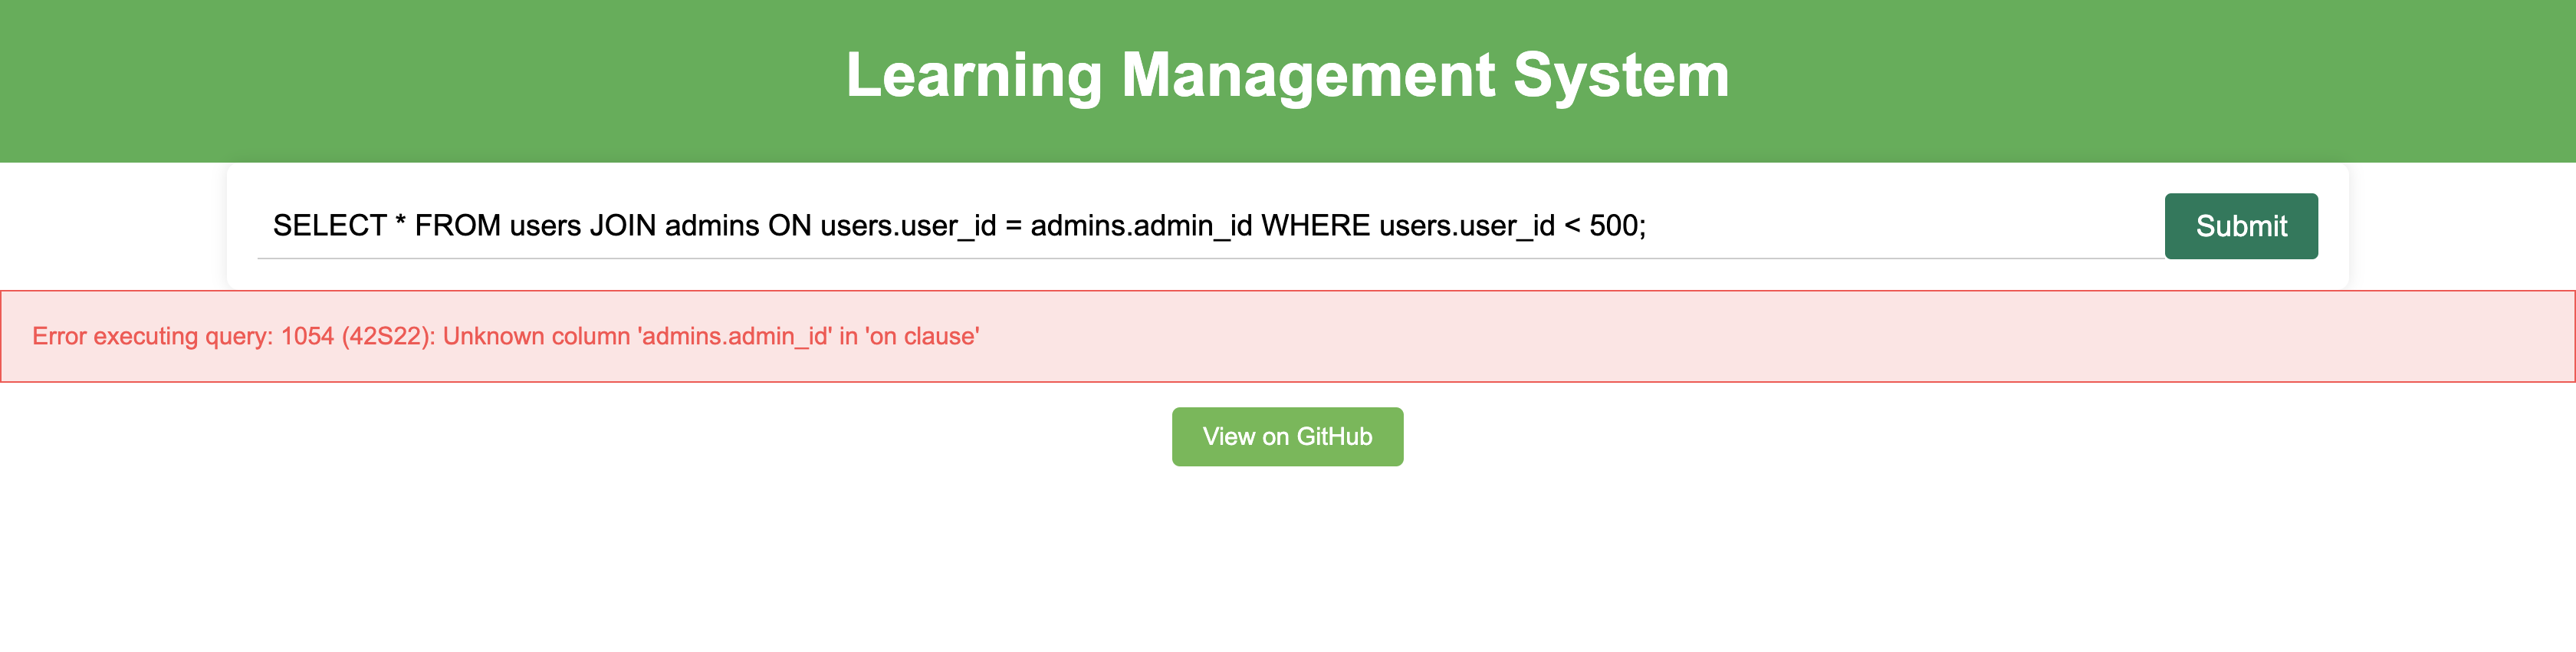 Learning Management System
SELECT * FROM users JOIN admins ON users.user_id = admins.admin_id WHERE users.user_id < 500;
Submit
Error executing query: 1054 (42S22): Unknown column 'admins.admin_id' in 'on clause'
View on GitHub